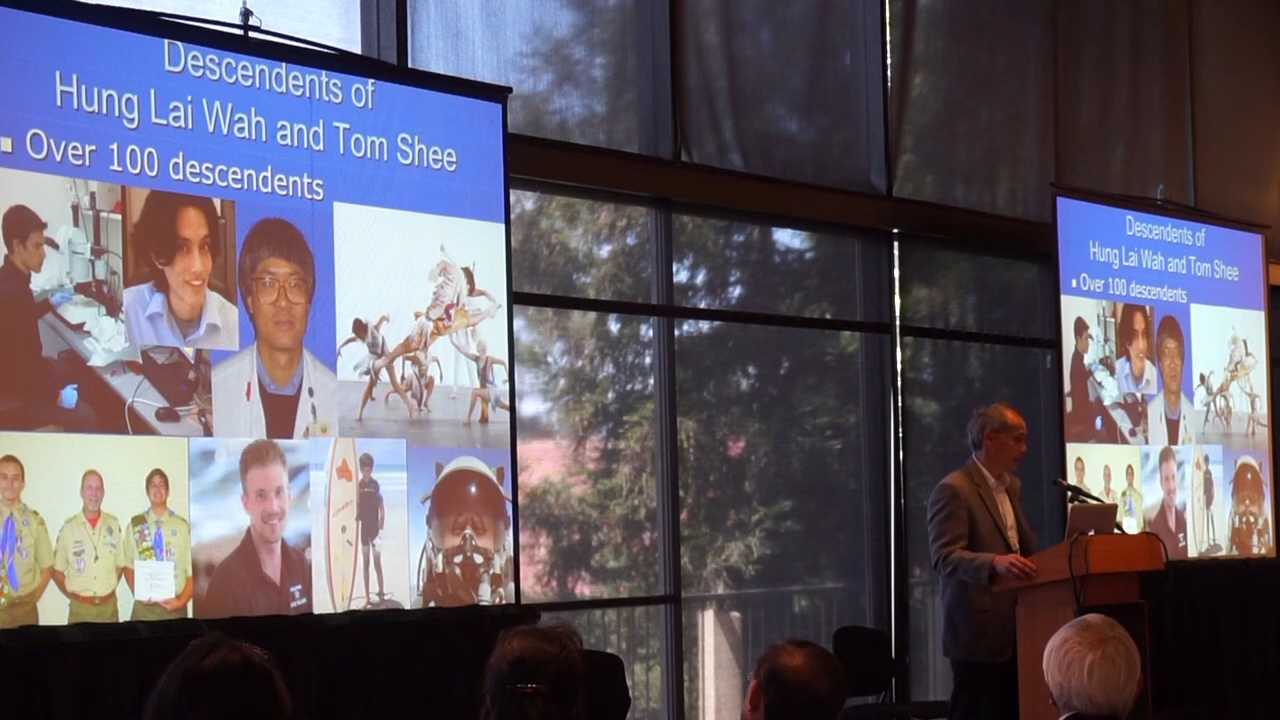 Descendents of
Hung Lai Wah and Tom Shee
Over 100 descendents
Descendents of
Hung Lai Wah and Tom Shee
Over 100 descendents